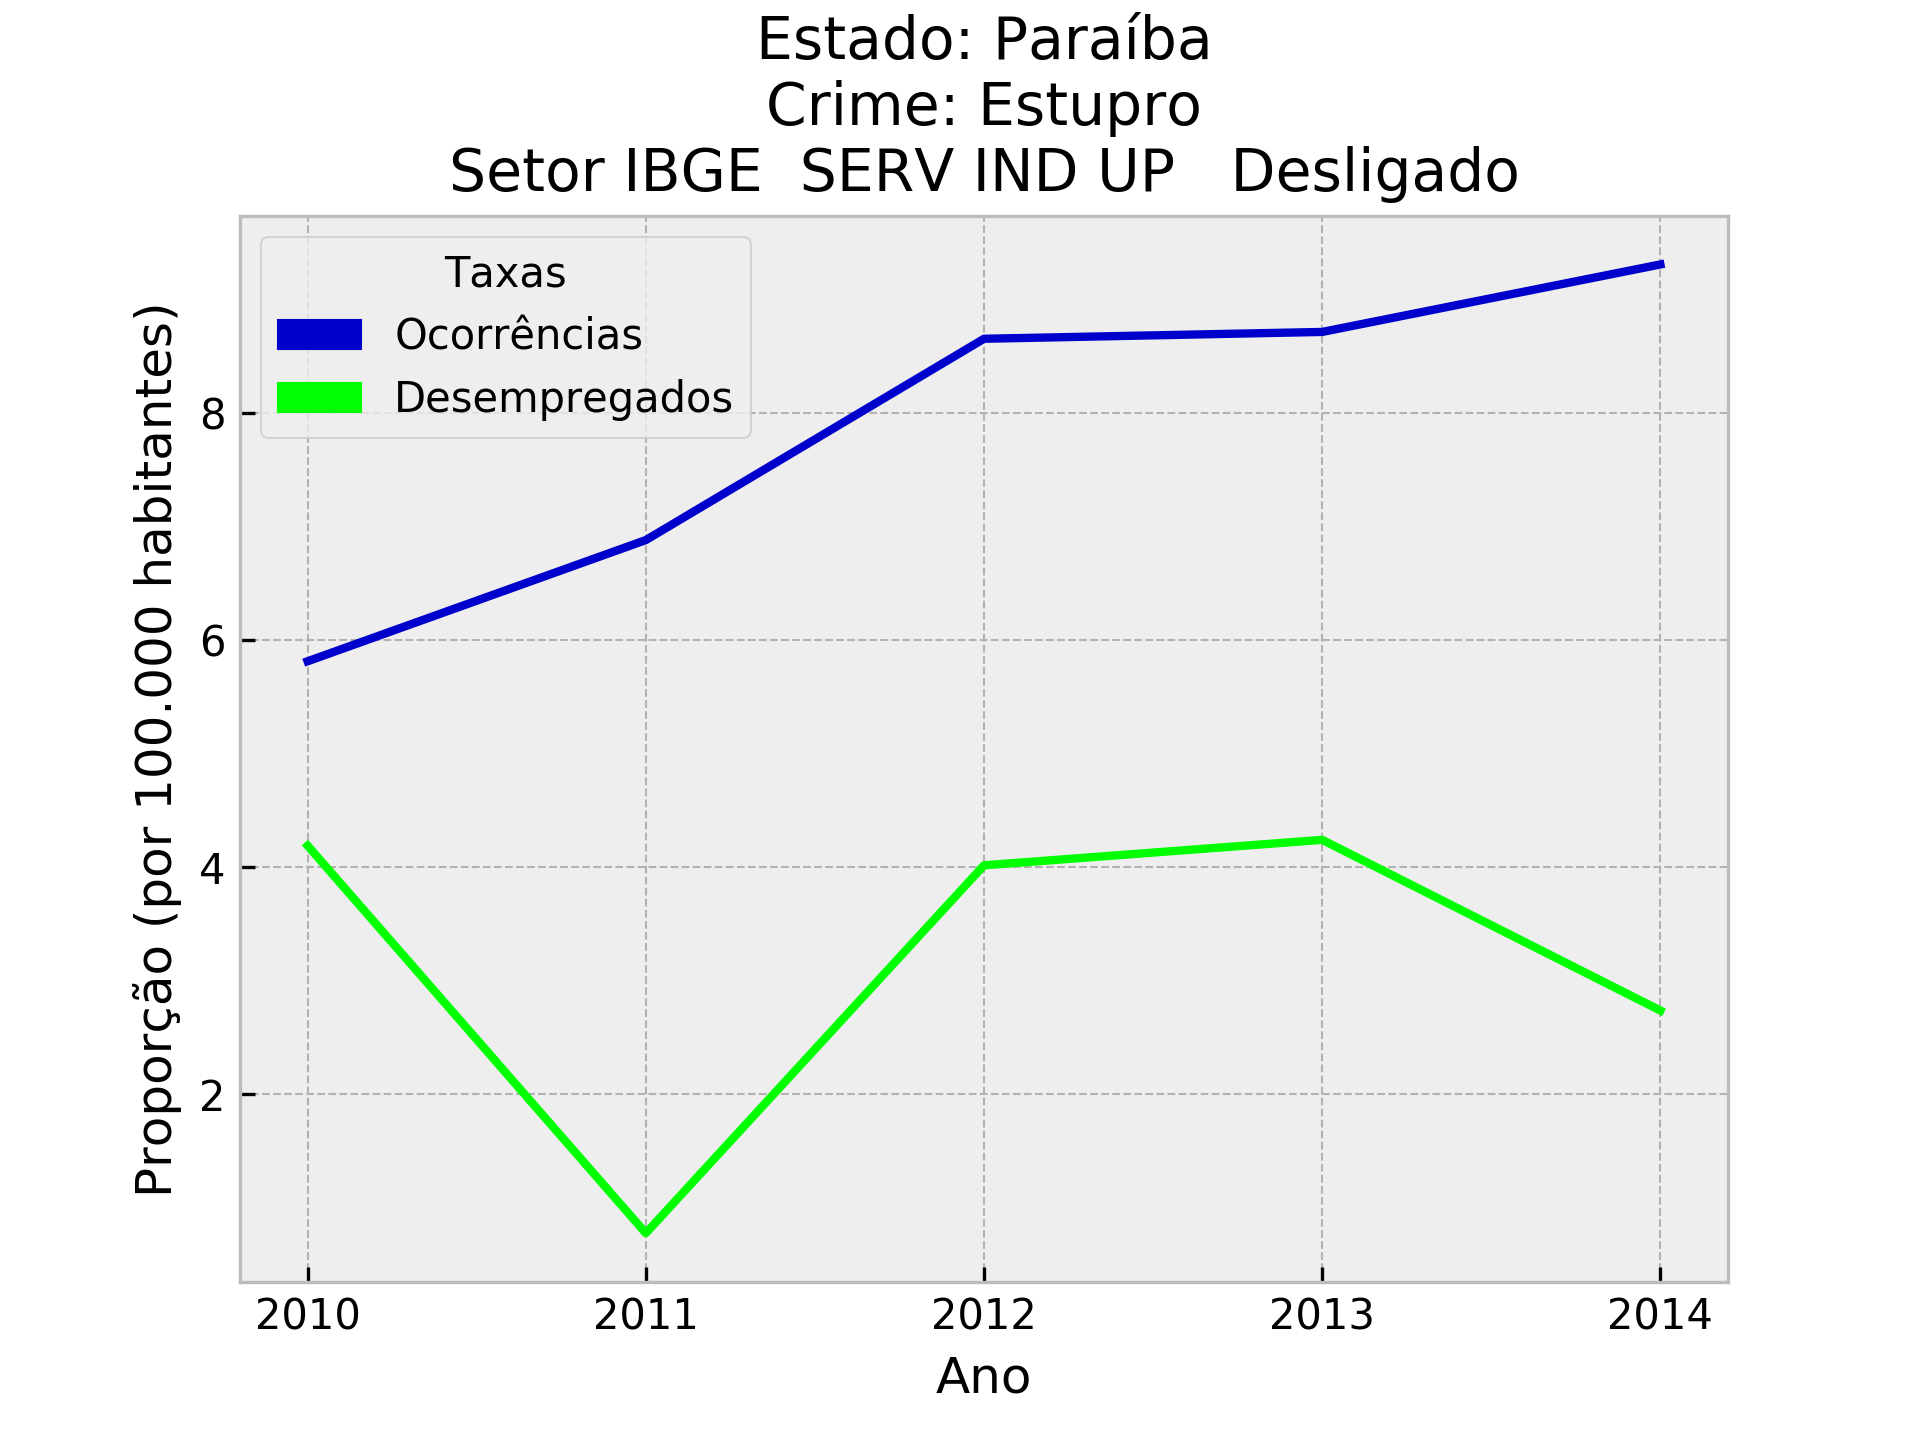 Estado: Paraíba
Crime: Estupro
Setor IBGE  SERV IND UP   Desligado
Taxas
Ocorrências
Desempregados
Proporção (por 100.000 habitantes)
8
6
4
2
2010
2011
2012
2013
2014
Ano